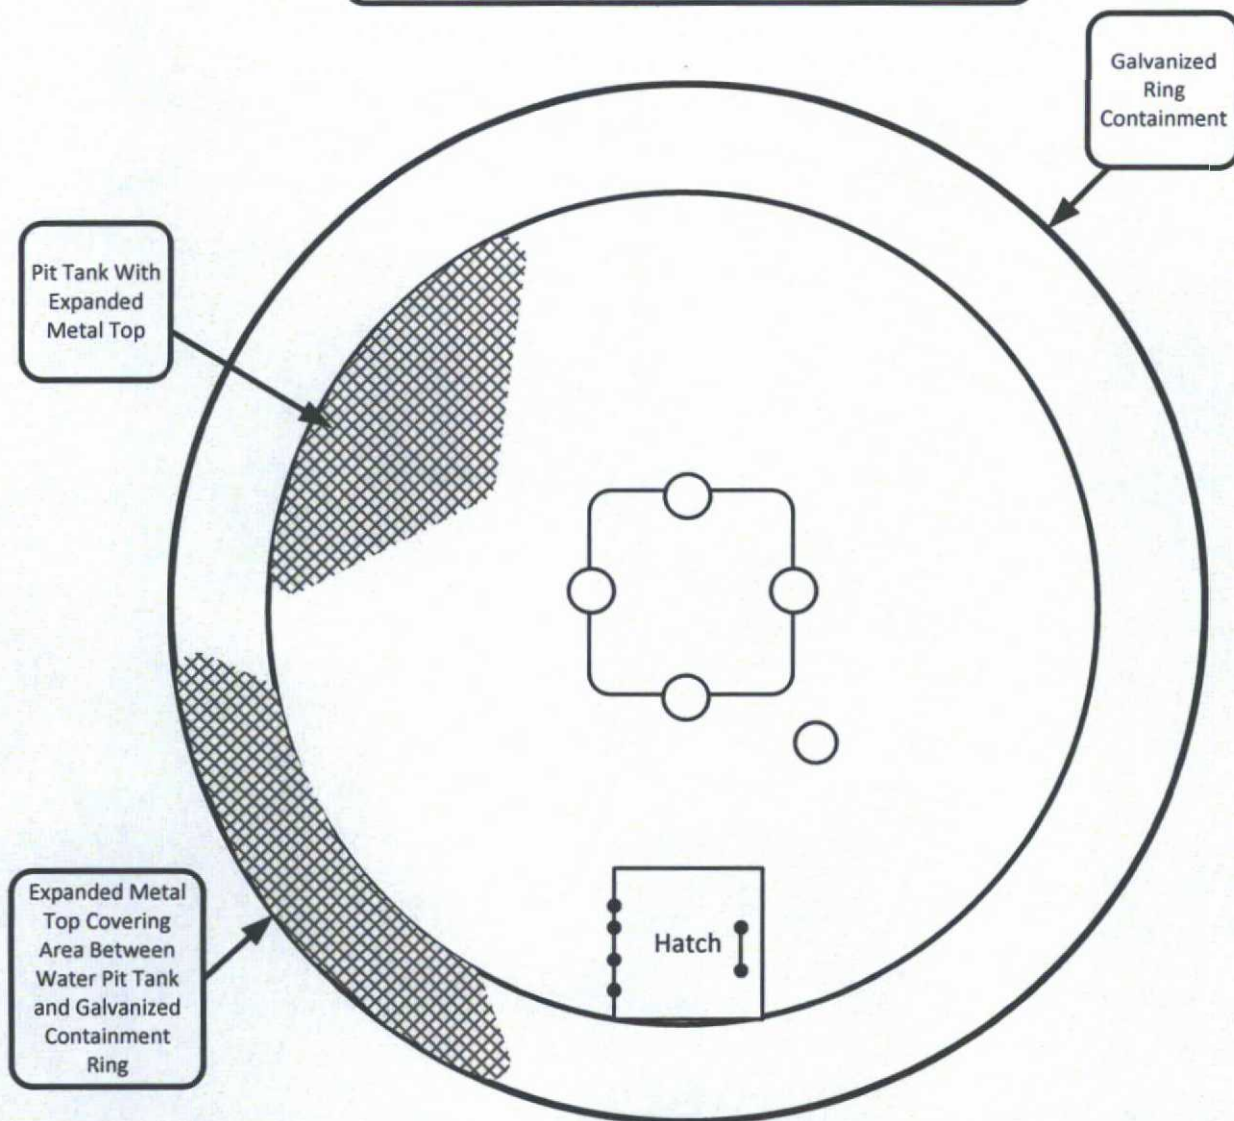 Galvanized
Ring
Containment
Pit Tank With
Expanded
Metal Top
Expanded Metal
Top Covering
Area Between
Water Pit Tank
and Galvanized
Containment
Ring
Hatch